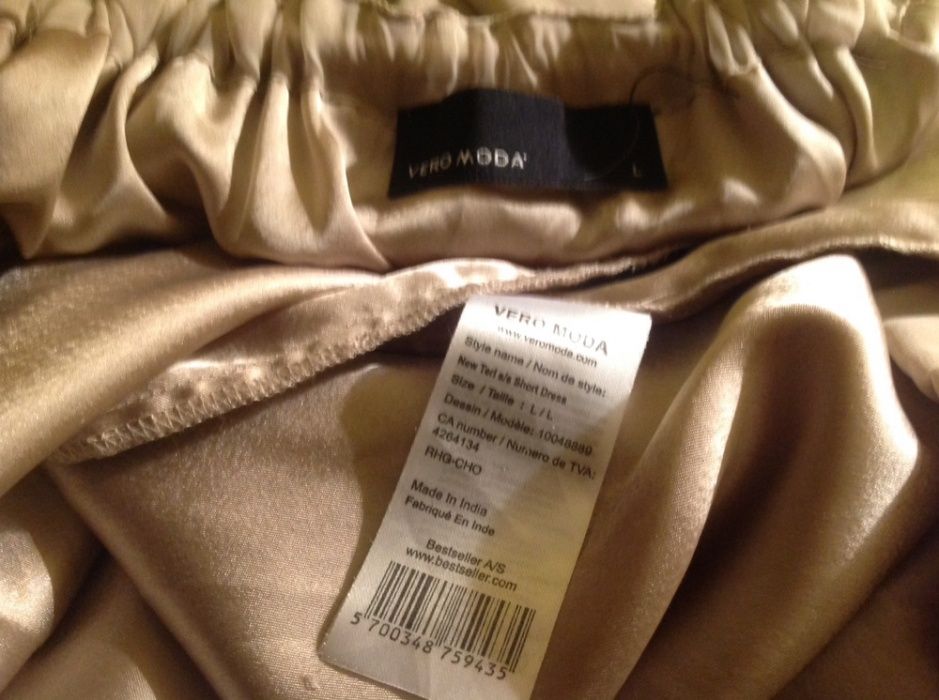 VERO MODA
L
VERO MODA
www.veromoda.com
Style name / Nom de style:
New Terl s/s Short Dress
Size / Taille : L / L
Dessin / Modèle: 10048889
CA number / Numero de TVA:
4264134
RHQ-CHO
Made In India
Fabriqué En Inde
Bestseller A/S
www.bestseller.com
5 700348 759435